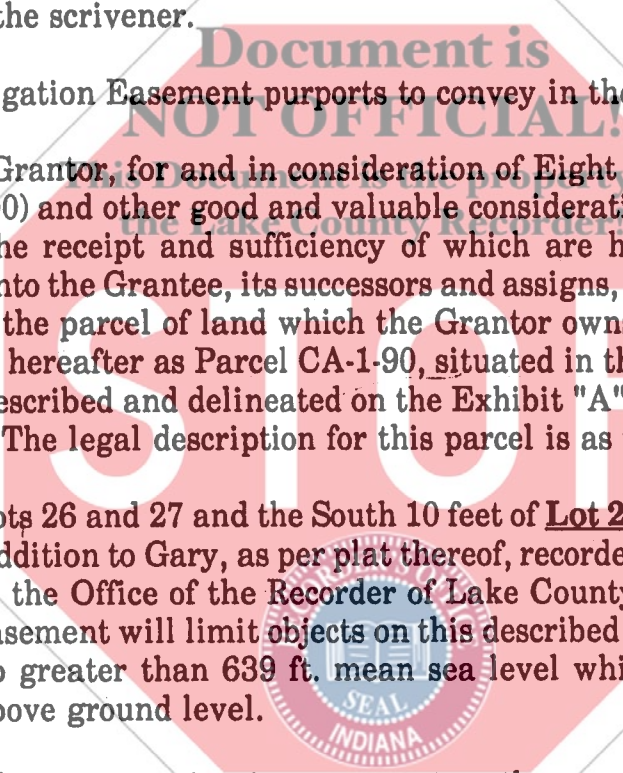 the scrivener.
Document is
gation Easement purports to convey in the
NOT OFFICIAL!
Grantor, for and in consideration of Eight
This Document is the property
0) and other good and valuable considerati
the Lake County Recorder!
he receipt and sufficiency of which are h
nto the Grantee, its successors and assigns,
the parcel of land which the Grantor own
hereafter as Parcel CA-1-90, situated in th
escribed and delineated on the Exhibit "A"
The legal description for this parcel is as
STOP
ots 26 and 27 and the South 10 feet of Lot 2
ddition to Gary, as per plat thereof, recorde
the Office of the Recorder of Lake County
asement will limit objects on this described
o greater than 639 ft. mean sea level whi
bove ground level.
SEAL
INDIANA